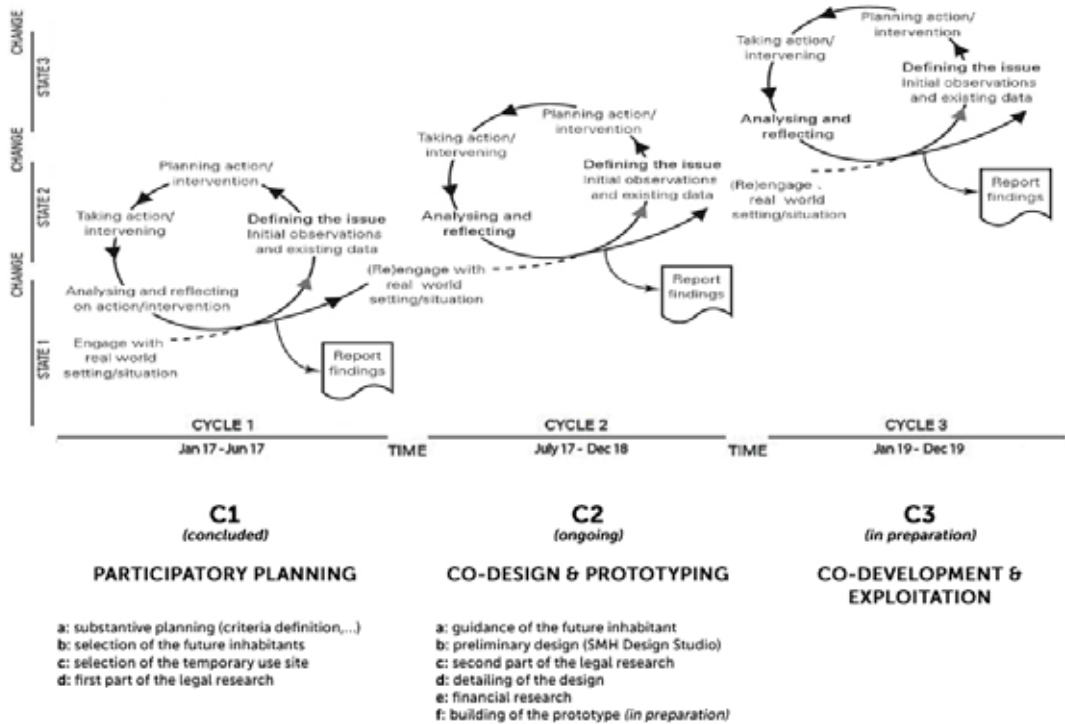 CHANGE
STATE 3
CHANGE
STATE 2
CHANGE
STATE 1
Planning action/
intervention
Taking action/
intervening
Defining the issue
Initial observations
and existing data
Analysing and reflecting
on action/intervention
Engage with
real world
setting/situation
Report
findings
Planning action/
intervention
Taking action/
intervening
Defining the issue
Initial observations
and existing data
Analysing and
reflecting
(Re)engage with
real world
setting/situation
Report
findings
Planning action/
intervention
Taking action/
intervening
Defining the issue
Initial observations
and existing data
Analysing and
reflecting
(Re)engage .
real world
setting/situation
Report
findings
CYCLE 1
Jan 17 - Jun 17
TIME
CYCLE 2
July 17 - Dec 18
TIME
CYCLE 3
Jan 19 - Dec 19
C1
(concluded)
PARTICIPATORY PLANNING
a: substantive planning (criteria definition,...)
b: selection of the future inhabitants
c: selection of the temporary use site
d: first part of the legal research
C2
(ongoing)
CO-DESIGN & PROTOTYPING
a: guidance of the future inhabitant
b: preliminary design (SMH Design Studio)
c: second part of the legal research
d: detailing of the design
e: financial research
f: building of the prototype (in preparation)
C3
(in preparation)
CO-DEVELOPMENT &
EXPLOITATION